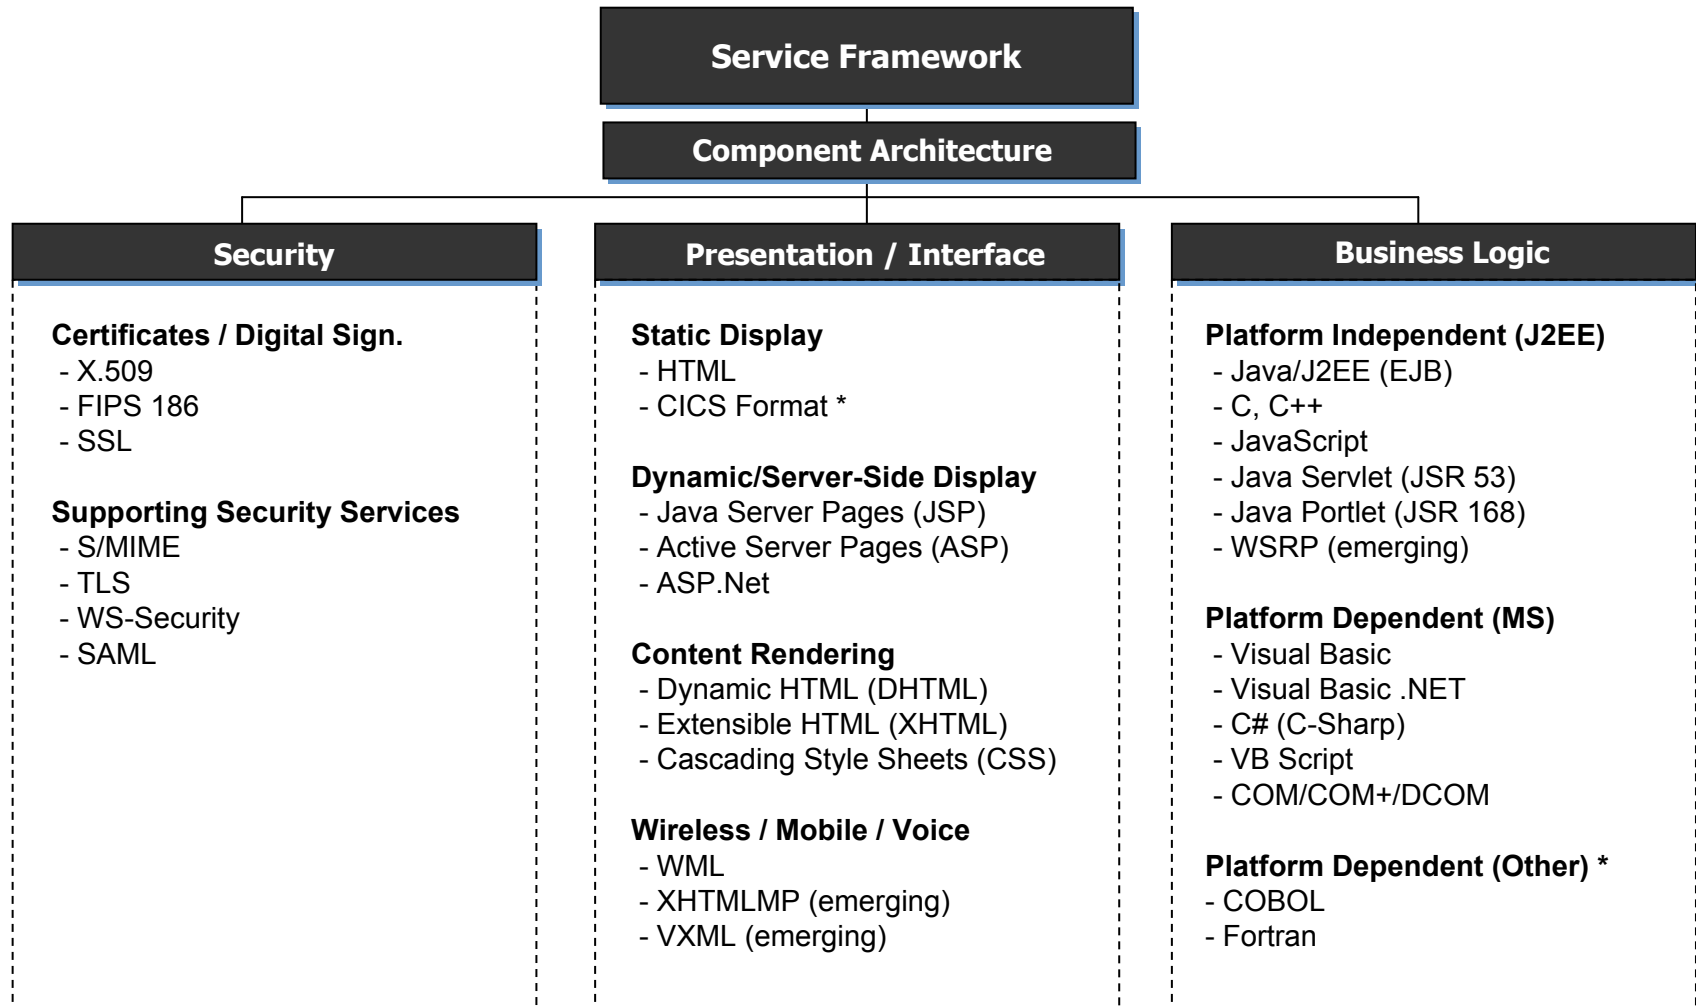 Service Framework
Component Architecture
Security
Certificates / Digital Sign.
- X.509
- FIPS 186
- SSL
Supporting Security Services
- S/MIME
- TLS
- WS-Security
- SAML
Presentation / Interface
Static Display
- HTML
- CICS Format *
Dynamic/Server-Side Display
- Java Server Pages (JSP)
- Active Server Pages (ASP)
- ASP.Net
Content Rendering
- Dynamic HTML (DHTML)
- Extensible HTML (XHTML)
- Cascading Style Sheets (CSS)
Wireless / Mobile / Voice
- WML
- XHTMLMP (emerging)
- VXML (emerging)
Business Logic
Platform Independent (J2EE)
- Java/J2EE (EJB)
- C, C++
- JavaScript
- Java Servlet (JSR 53)
- Java Portlet (JSR 168)
- WSRP (emerging)
Platform Dependent (MS)
- Visual Basic
- Visual Basic .NET
- C# (C-Sharp)
- VB Script
- COM/COM+/DCOM
Platform Dependent (Other) *
- COBOL
- Fortran